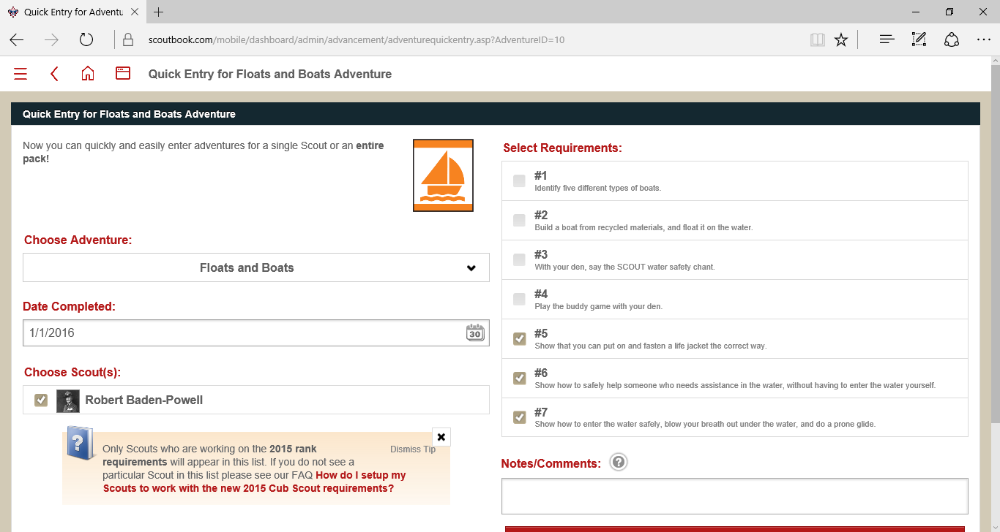 Quick Entry for Adventu
scoutbook.com/mobile/dashboard/admin/advancement/adventurequickentry.asp?AdventureID=10
Quick Entry for Floats and Boats Adventure
Quick Entry for Floats and Boats Adventure
Now you can quickly and easily enter adventures for a single Scout or an entire
pack!
Choose Adventure:
Floats and Boats
Date Completed:
1/1/2016
30
Choose Scout(s):
Robert Baden-Powell
Only Scouts who are working on the 2015 rank
requirements will appear in this list. If you do not see a
particular Scout in this list please see our FAQ How do I setup my
Scouts to work with the new 2015 Cub Scout requirements?
Dismiss Tip
Select Requirements:
#1
Identify five different types of boats.
#2
Build a boat from recycled materials, and float it on the water.
#3
With your den, say the SCOUT water safety chant.
#4
Play the buddy game with your den.
#5
Show that you can put on and fasten a life jacket the correct way.
#6
Show how to safely help someone who needs assistance in the water, without having to enter the water yourself.
#7
Show how to enter the water safely, blow your breath out under the water, and do a prone glide.
Notes/Comments: